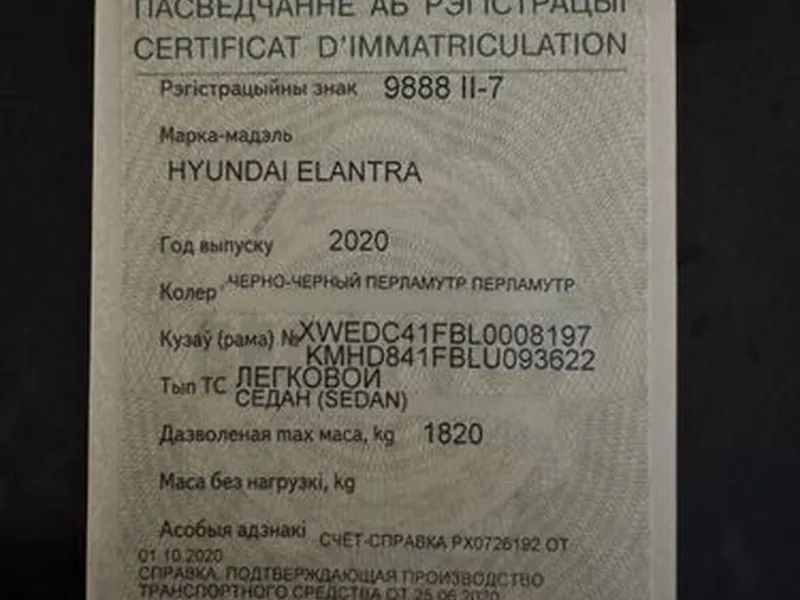 ПАСВЕДЧАННЕ АБ РЭГІСТРАЦЫІ
CERTIFICAT D'IMMATRICULATION
Рэгістрацыйны знак 9888 II-7
Марка-мадэль
HYUNDAI ELANTRA
Год выпуску 2020
Колер ЧЕРНО-ЧЕРНЫЙ ПЕРЛАМУТР ПЕРЛАМУТР
Кузаў (рама) № XWEDC41FBL0008197
KMHD841FBLU093622
Тып ТС ЛЕГКОВОЙ
СЕДАН (SEDAN)
Дазволеная max маса, kg 1820
Маса без нагрузкі, kg
Асобыя адзнакі СЧЁТ-СПРАВКА РХ0726192 ОТ
01.10.2020
СПРАВКА, ПОДТВЕРЖДАЮЩАЯ ПРОИЗВОДСТВО
ТРАНСПОРТНОГО СРЕДСТВА ОТ 25.06.2020